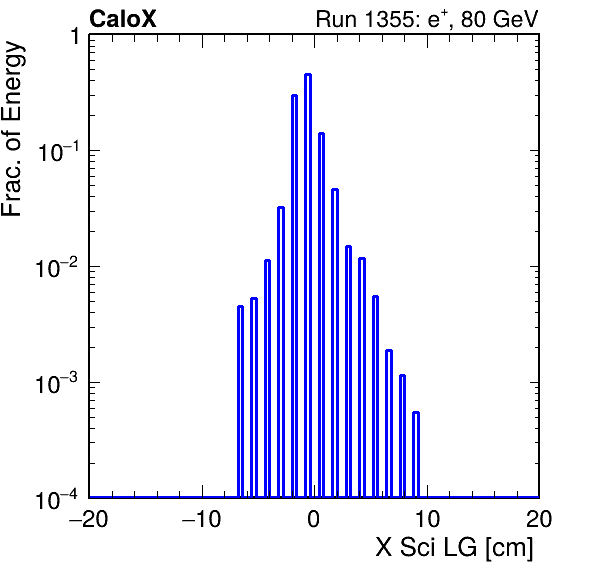 CaloX Run 1355: e⁺, 80 GeV
Frac. of Energy
1
10⁻¹
10⁻²
10⁻³
10⁻⁴
−20 −10 0 10 20
X Sci LG [cm]